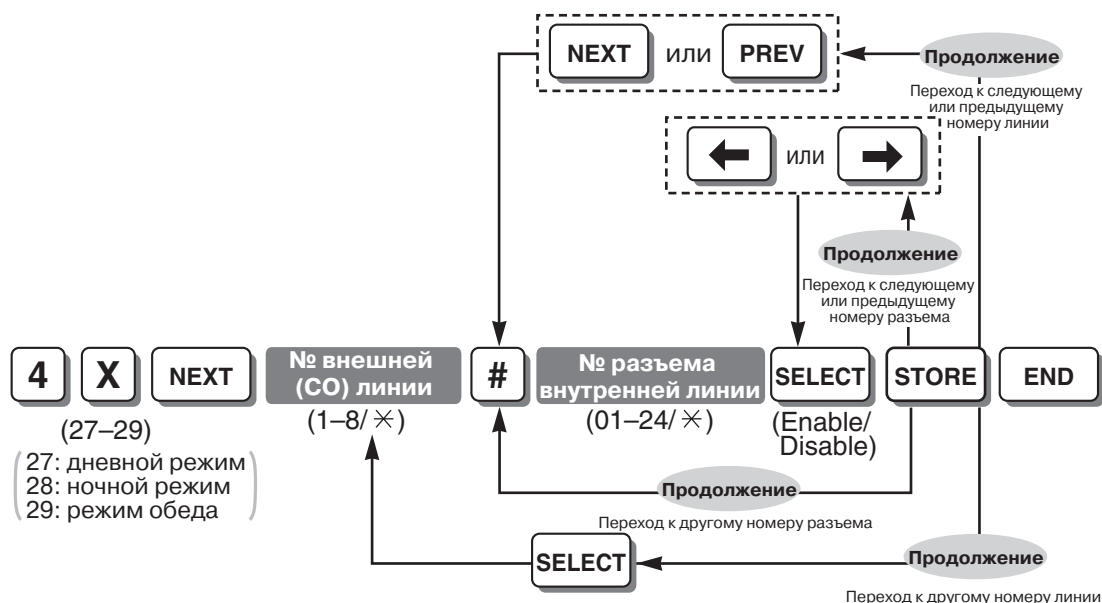 NEXT или PREV
Продолжение
Переход к следующему
или предыдущему
номеру линии
← или →
Продолжение
Переход к следующему
или предыдущему
номеру разъема
4 X NEXT № внешней (CO) линии # № разъема внутренней линии SELECT STORE END
(27–29) (1–8/✳) (01–24/✳) (Enable/
Disable)
27: дневной режим
28: ночной режим
29: режим обеда
Продолжение
Переход к другому номеру разъема
SELECT
Продолжение
Переход к другому номеру линии